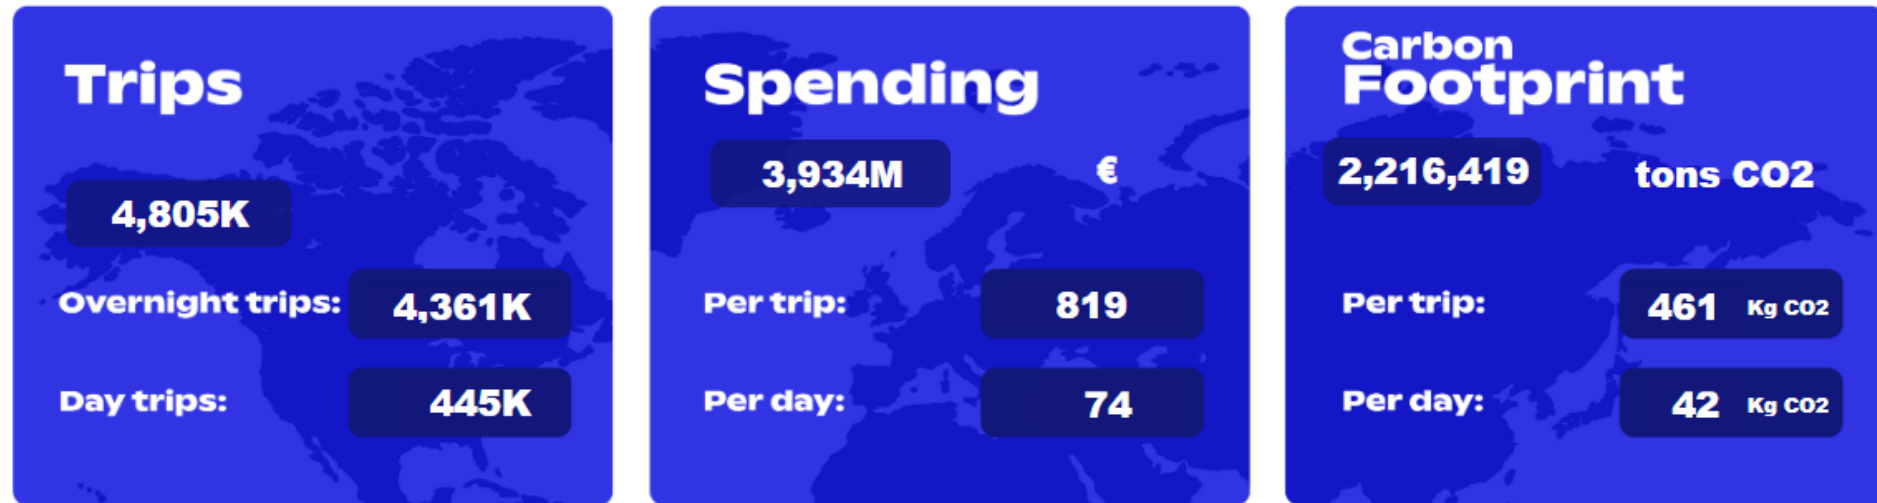 Trips
4,805K
Overnight trips: 4,361K
Day trips: 445K
Spending
3,934M €
Per trip: 819
Per day: 74
Carbon
Footprint
2,216,419 tons CO2
Per trip: 461 Kg CO2
Per day: 42 Kg CO2